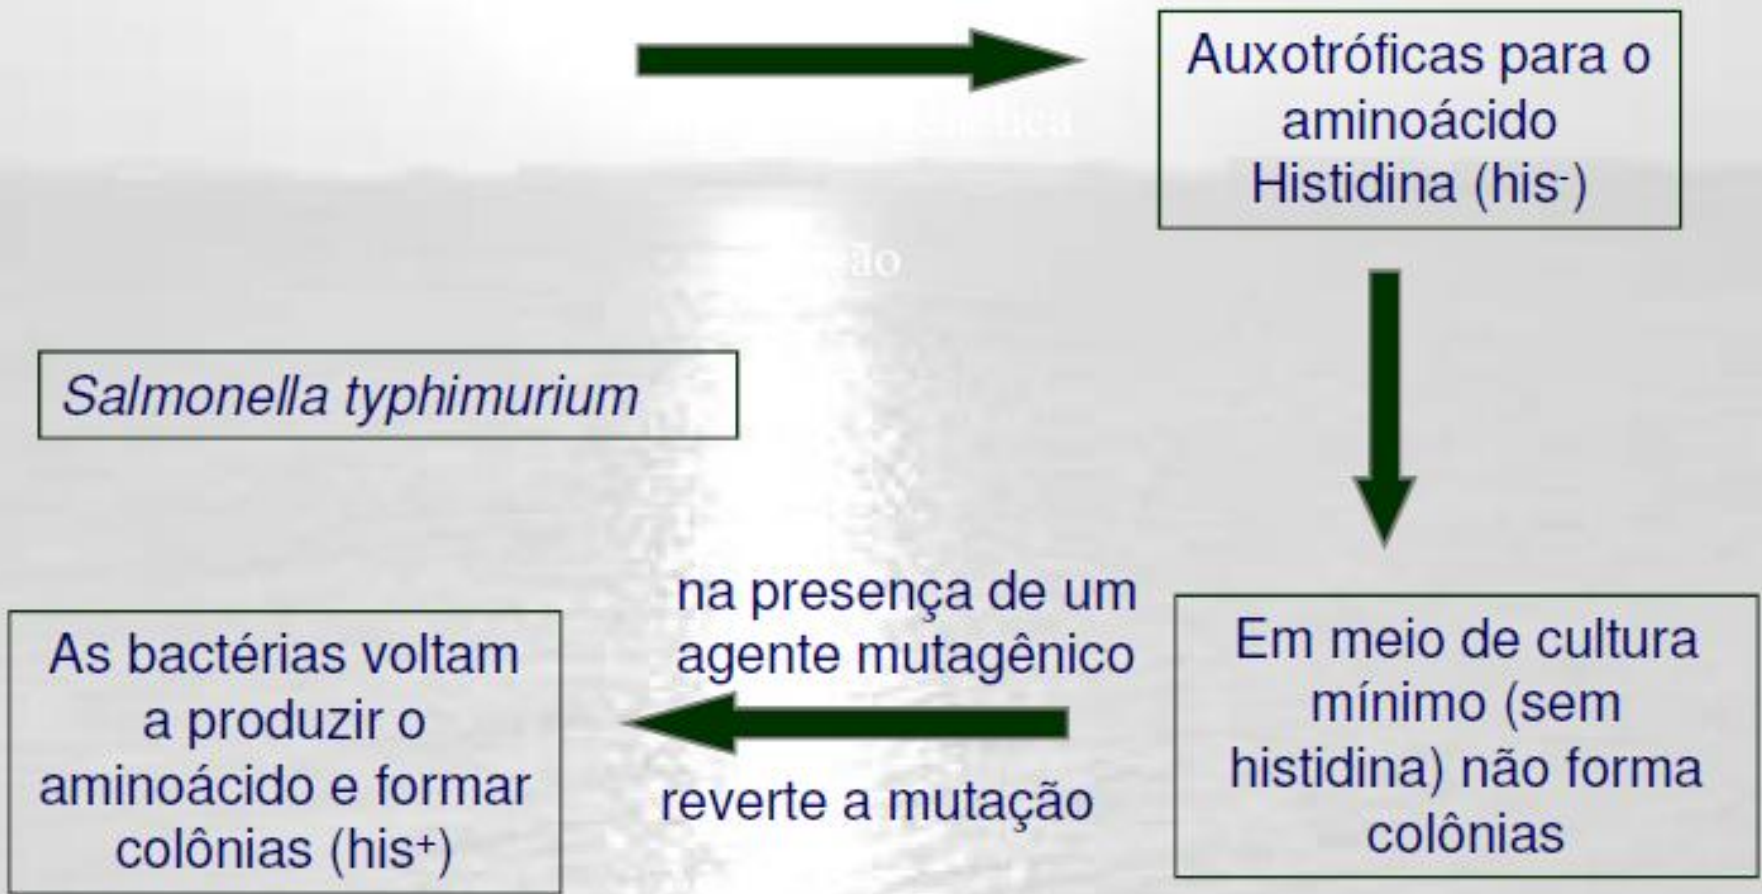 Auxotróficas para o
aminoácido
Histidina (his-)
ão
Salmonella typhimurium
na presença de um
agente mutagênico
reverte a mutação
Em meio de cultura
mínimo (sem
histidina) não forma
colônias
As bactérias voltam
a produzir o
aminoácido e formar
colônias (his+)